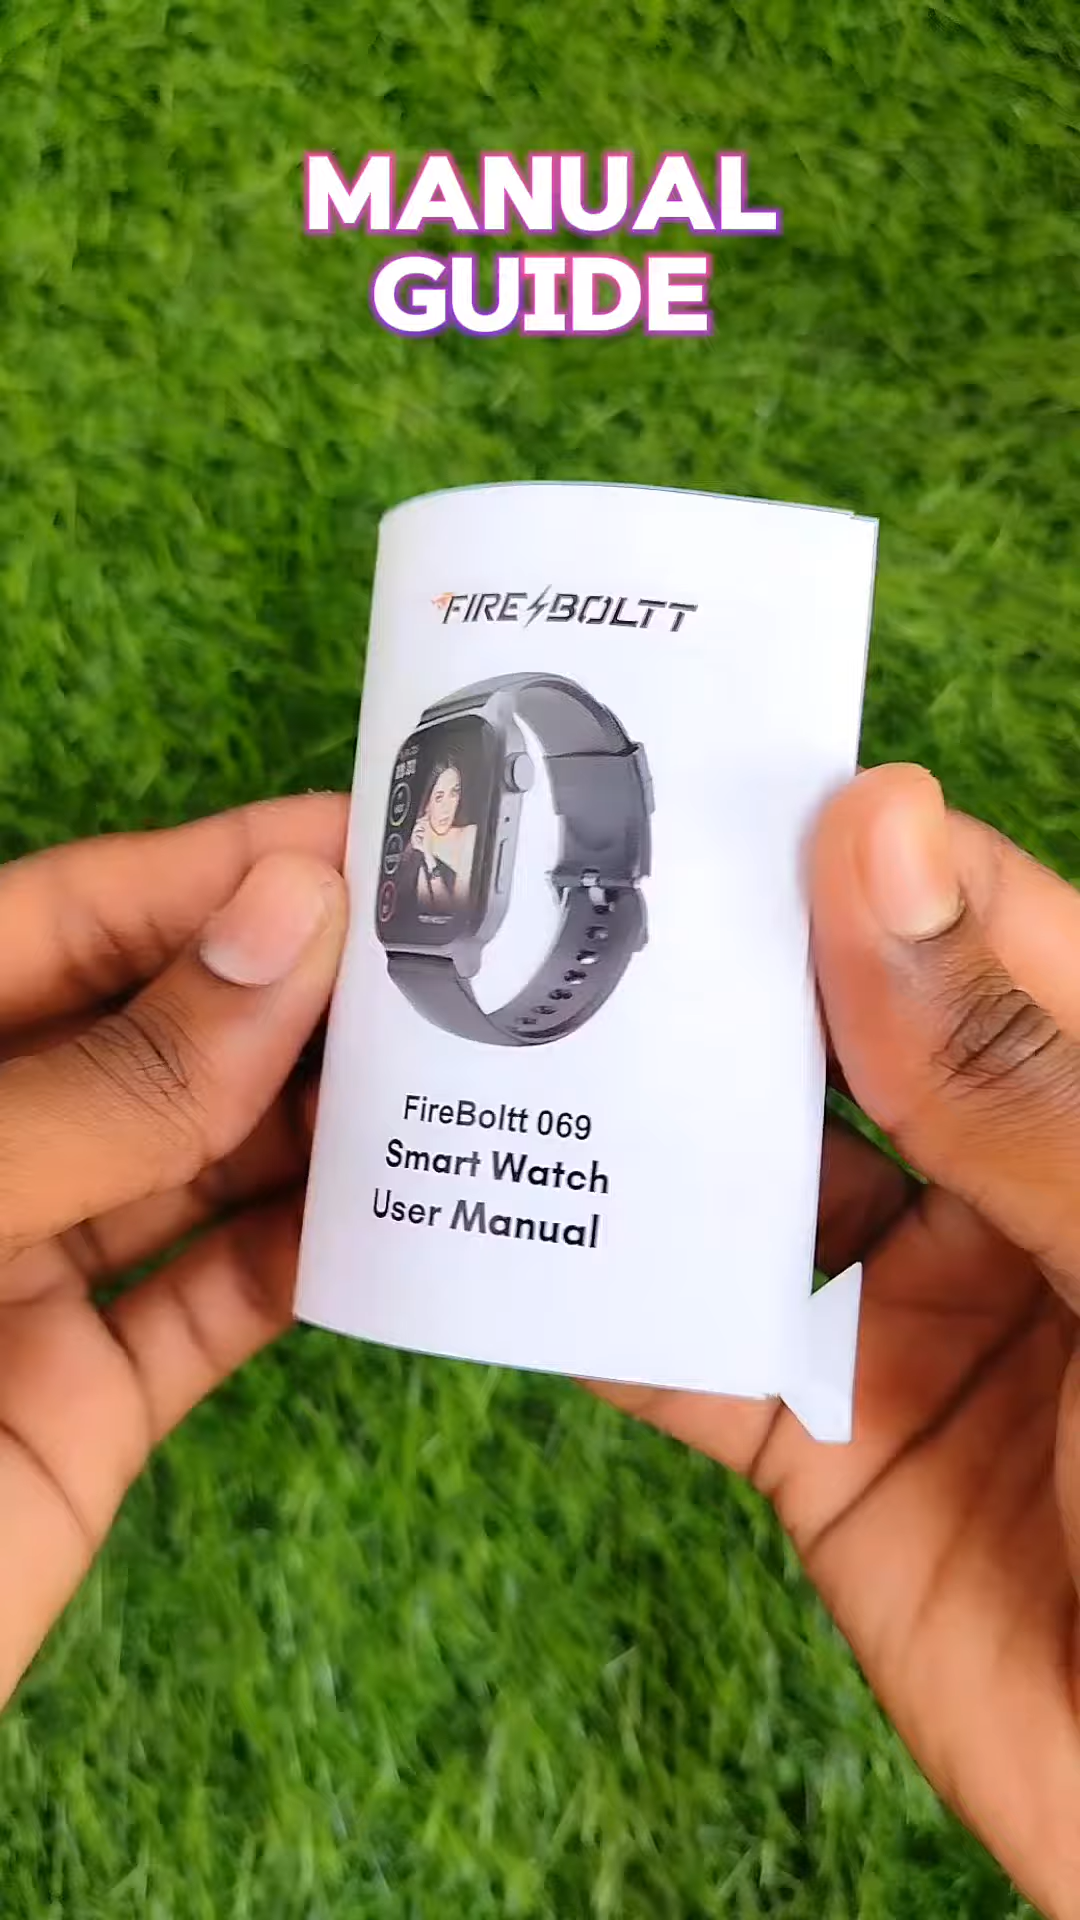 MANUAL
GUIDE
FIRE BOLTT
FireBoltt 069
Smart Watch
User Manual